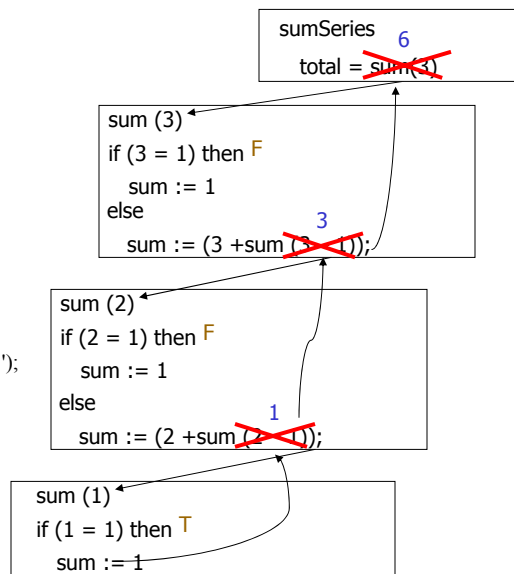 sumSeries
6
total = sum(3)
sum (3)
if (3 = 1) then F
sum := 1
else
3
sum := (3 +sum (3 - 1));
sum (2)
if (2 = 1) then F
');
sum := 1
else
1
sum := (2 +sum (2 - 1));
sum (1)
if (1 = 1) then T
sum := 1